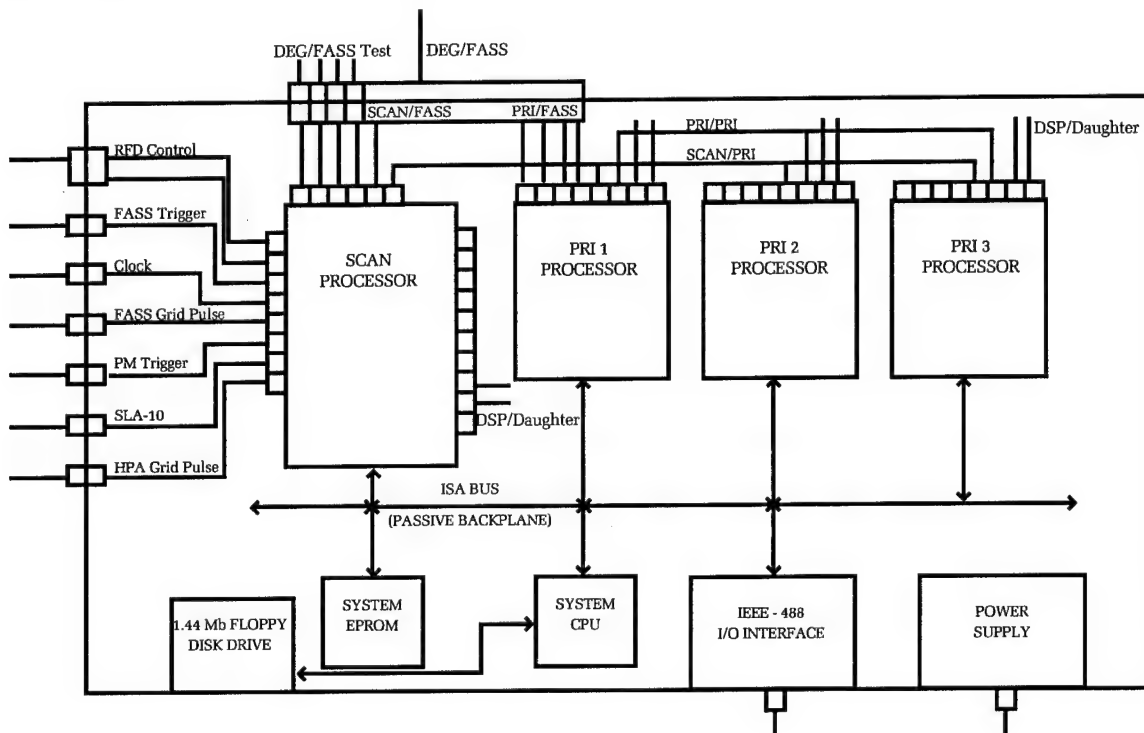 DEG/FASS Test
DEG/FASS
SCAN/FASS
PRI/FASS
PRI/PRI
DSP/Daughter
SCAN/PRI
RFD Control
FASS Trigger
Clock
FASS Grid Pulse
PM Trigger
SLA-10
HPA Grid Pulse
SCAN
PROCESSOR
PRI 1
PROCESSOR
PRI 2
PROCESSOR
PRI 3
PROCESSOR
DSP/Daughter
ISA BUS
(PASSIVE BACKPLANE)
1.44 Mb FLOPPY
DISK DRIVE
SYSTEM
EPROM
SYSTEM
CPU
IEEE - 488
I/O INTERFACE
POWER
SUPPLY